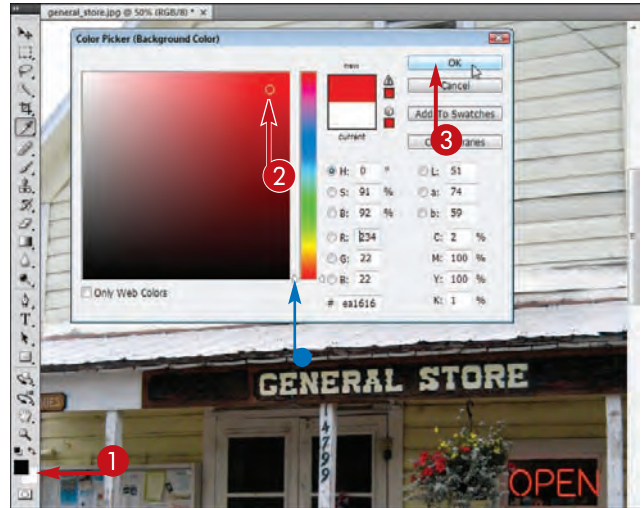 general_store.jpg @ 50% (RGB/8) * ×
Color Picker (Background Color)
new
current
OK
Cancel
Add To Swatches
2
3
H: 0 °
S: 91 %
B: 92 %
R: 234
G: 22
B: 22
# ea1616
L: 51
a: 74
b: 59
C: 2 %
M: 100 %
Y: 100 %
K: 1 %
Only Web Colors
T
GENERAL STORE
4799
1
OPEN